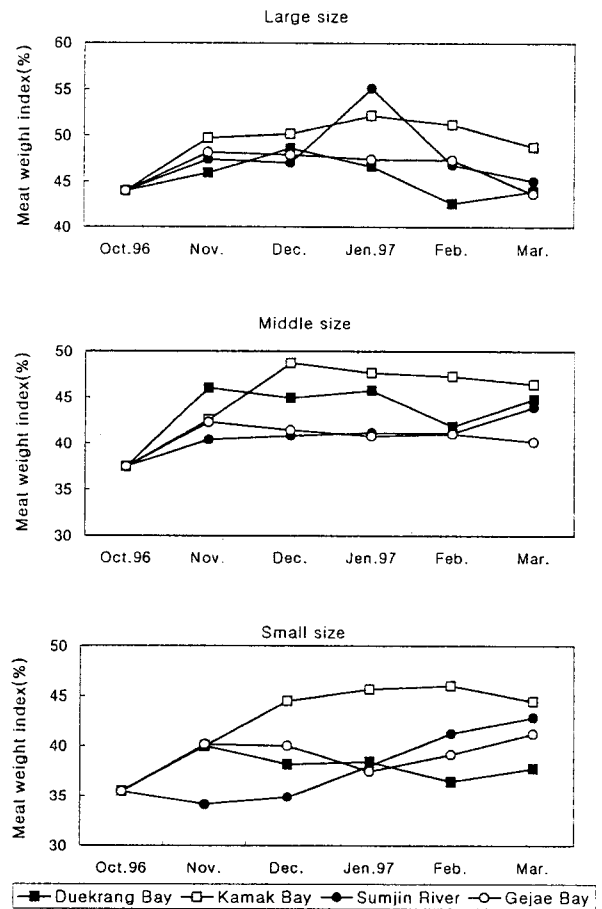 Large size
Meat weight index(%)
60
55
50
45
40
Oct.96 Nov. Dec. Jen.97 Feb. Mar.
Middle size
Meat weight index(%)
50
45
40
35
30
Oct.96 Nov. Dec. Jen.97 Feb. Mar.
Small size
Meat weight index(%)
50
45
40
35
30
Oct.96 Nov. Dec. Jen.97 Feb. Mar.
Duekrang Bay Kamak Bay Sumjin River Gejae Bay